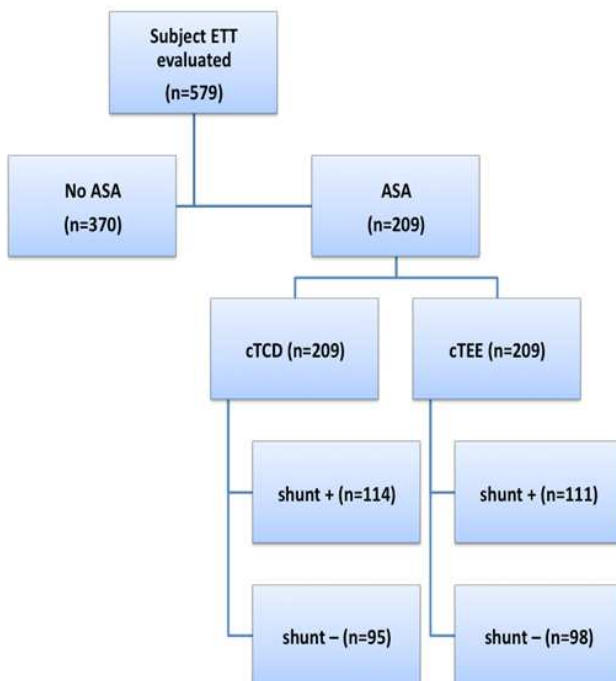 Subject ETT
evaluated
(n=579)
No ASA
(n=370)
ASA
(n=209)
cTCD (n=209)
cTEE (n=209)
shunt + (n=114)
shunt + (n=111)
shunt – (n=95)
shunt – (n=98)